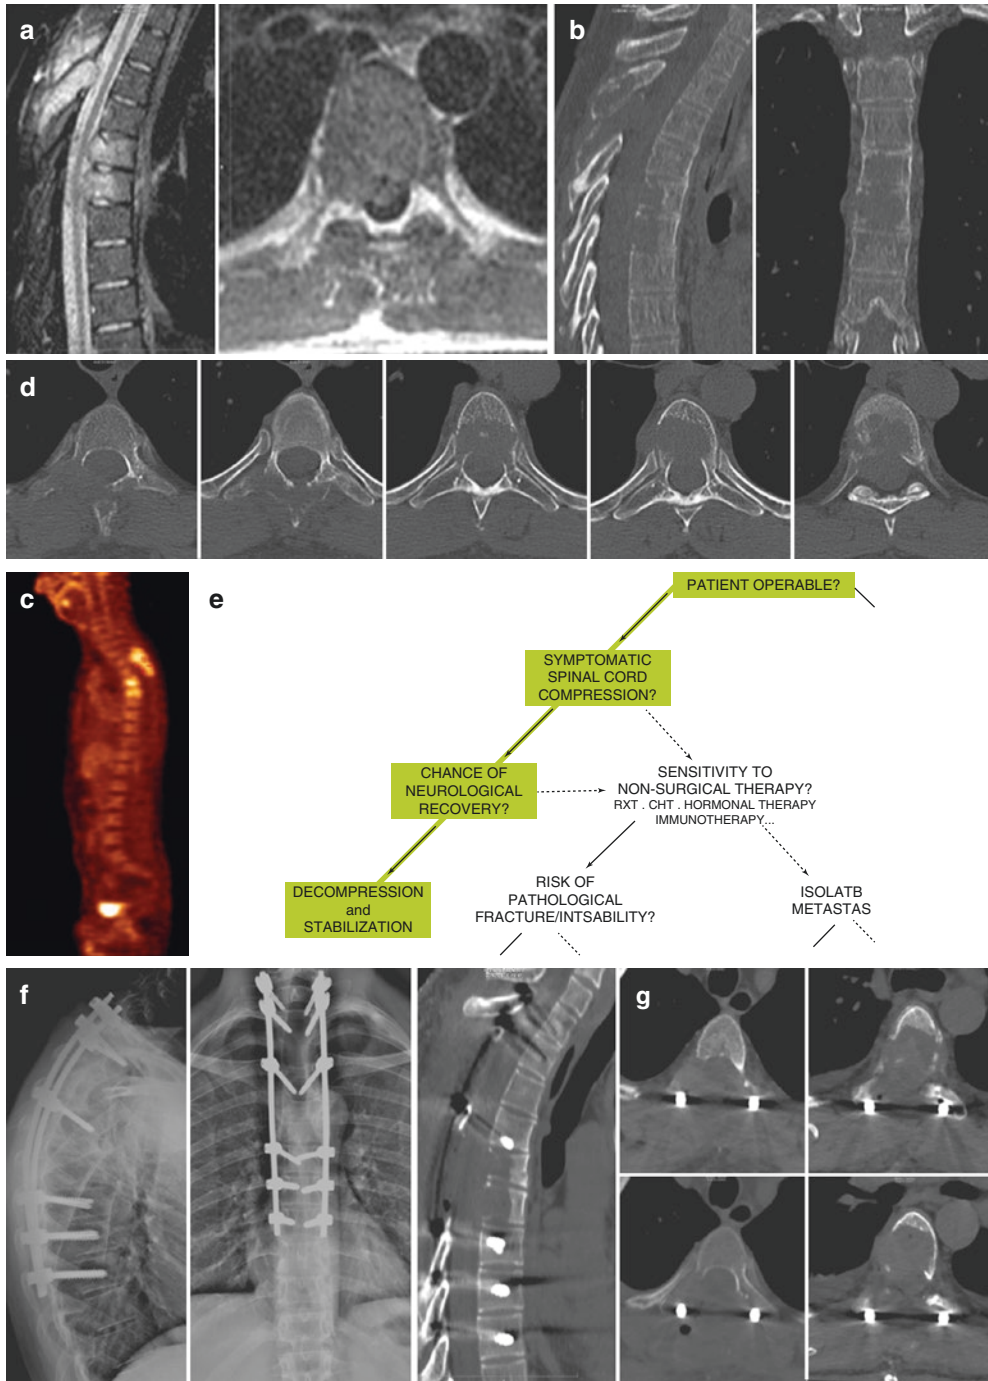 a
b
d
c
e
PATIENT OPERABLE?
SYMPTOMATIC
SPINAL CORD
COMPRESSION?
CHANCE OF
NEUROLOGICAL
RECOVERY?
SENSITIVITY TO
NON-SURGICAL THERAPY?
RXT . CHT . HORMONAL THERAPY
IMMUNOTHERAPY...
DECOMPRESSION
and
STABILIZATION
RISK OF
PATHOLOGICAL
FRACTURE/INTSABILITY?
ISOLATB
METASTAS
f
g